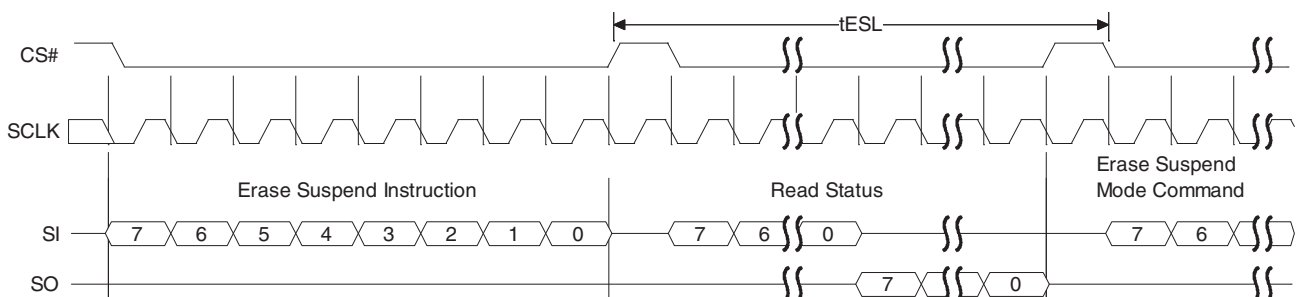 tESL
CS#
SCLK
Erase Suspend Instruction
Read Status
Erase Suspend
Mode Command
SI 7 6 5 4 3 2 1 0 7 6 0 7 6
SO 7 0